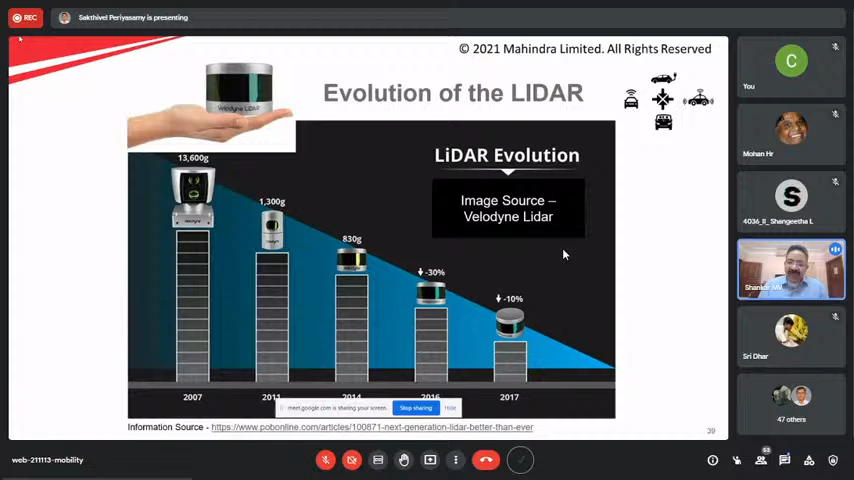 REC
Sakthivel Periyasamy is presenting
© 2021 Mahindra Limited. All Rights Reserved
Velodyne LiDAR
Evolution of the LIDAR
LiDAR Evolution
Image Source –
Velodyne Lidar
13,600g
1,300g
830g
-30%
-10%
2007
2011
2014
2016
2017
meet.google.com is sharing your screen.
Stop sharing
Hide
Information Source - https://www.pobonline.com/articles/100871-next-generation-lidar-better-than-ever
39
C
You
Mohan Hr
S
4036_II_ Shangeetha L
Shankar MV
Sri Dhar
47 others
web-211113-mobility
53